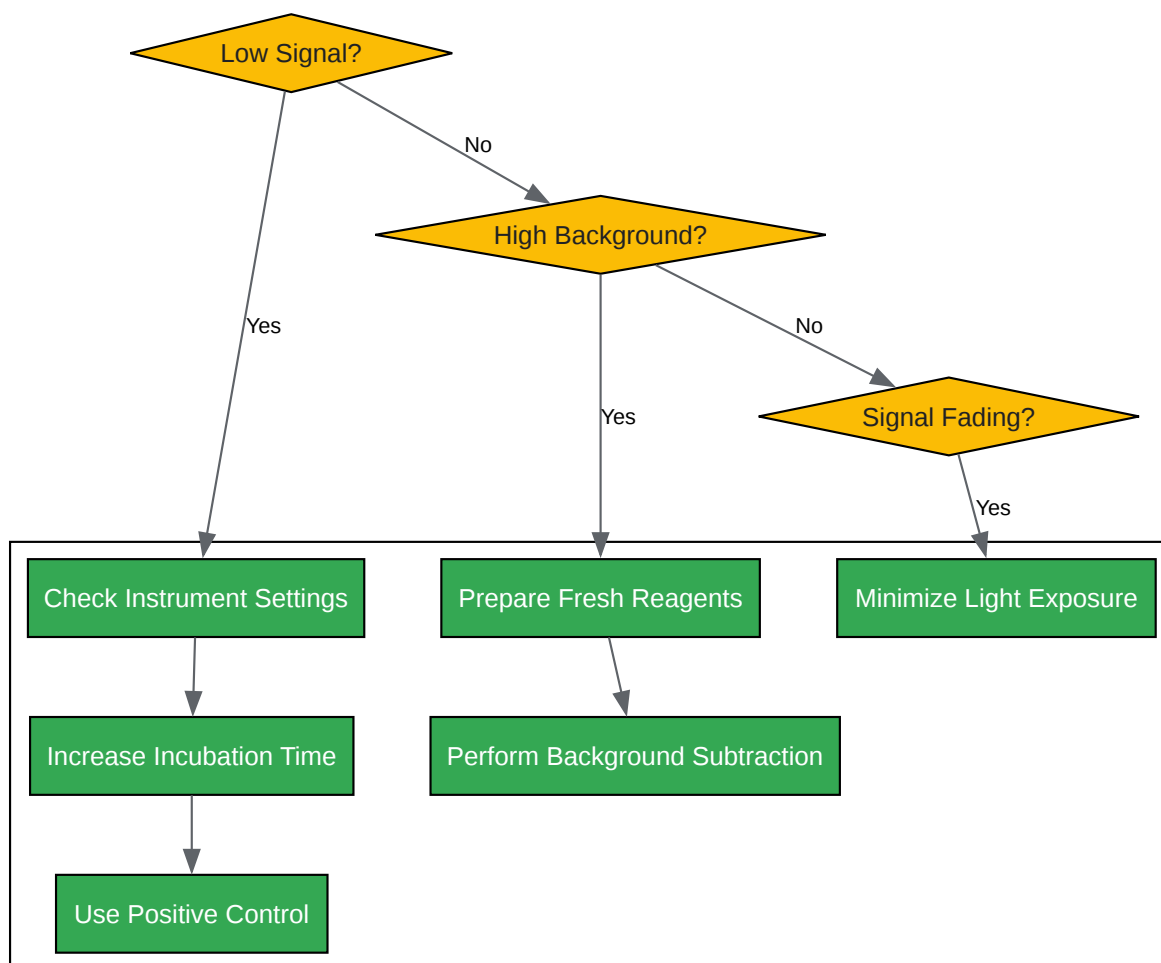 Low Signal?
No
High Background?
Yes
No
Yes
Signal Fading?
Yes
Check Instrument Settings
Prepare Fresh Reagents
Minimize Light Exposure
Increase Incubation Time
Perform Background Subtraction
Use Positive Control